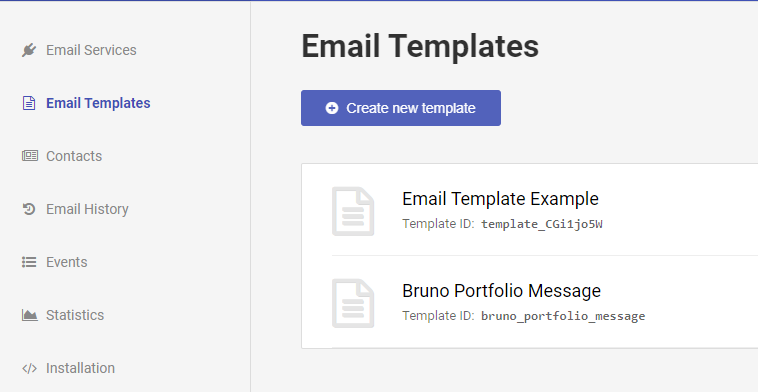 Email Services
Email Templates
Contacts
Email History
Events
Statistics
Installation
Email Templates
Create new template
Email Template Example
Template ID: template_CGi1jo5W
Bruno Portfolio Message
Template ID: bruno_portfolio_message